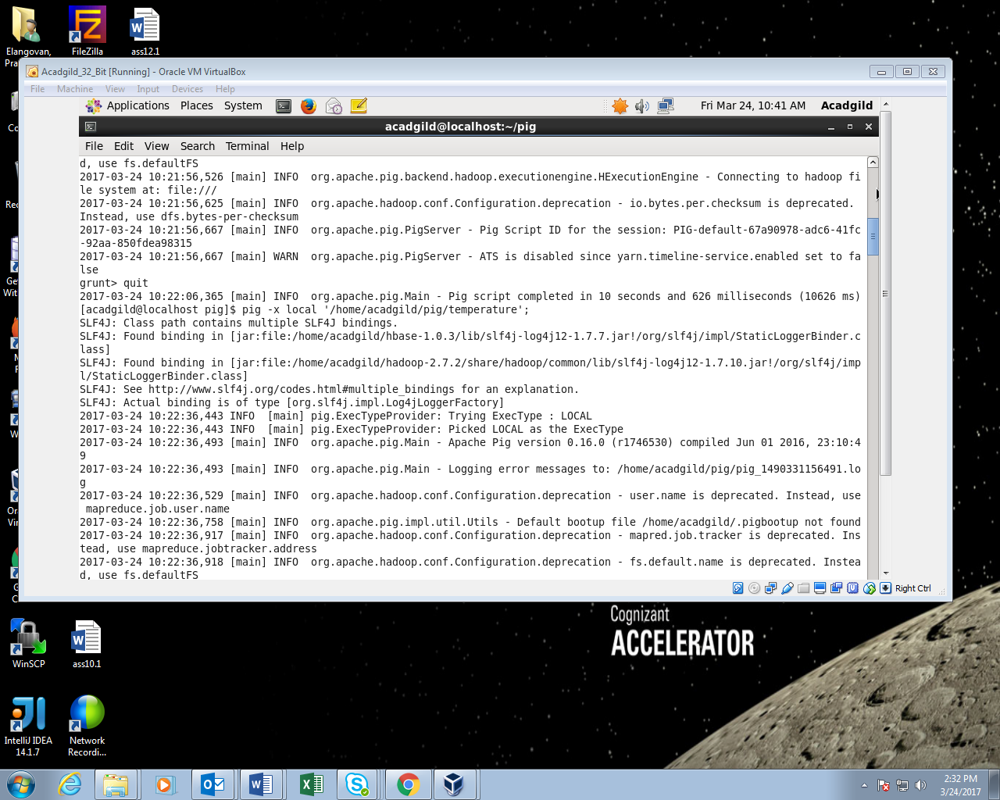 Elangovan,
Pra
FileZilla
ass12.1
Acadgild_32_Bit [Running] - Oracle VM VirtualBox
File Machine View Input Devices Help
Applications Places System Fri Mar 24, 10:41 AM Acadgild
acadgild@localhost:~/pig
File Edit View Search Terminal Help
d, use fs.defaultFS
2017-03-24 10:21:56,526 [main] INFO  org.apache.pig.backend.hadoop.executionengine.HExecutionEngine - Connecting to hadoop fi
le system at: file:///
2017-03-24 10:21:56,625 [main] INFO  org.apache.hadoop.conf.Configuration.deprecation - io.bytes.per.checksum is deprecated.
Instead, use dfs.bytes-per-checksum
2017-03-24 10:21:56,667 [main] INFO  org.apache.pig.PigServer - Pig Script ID for the session: PIG-default-67a90978-adc6-41fc
-92aa-850fdea98315
2017-03-24 10:21:56,667 [main] WARN  org.apache.pig.PigServer - ATS is disabled since yarn.timeline-service.enabled set to fa
lse
grunt> quit
2017-03-24 10:22:06,365 [main] INFO  org.apache.pig.Main - Pig script completed in 10 seconds and 626 milliseconds (10626 ms)
[acadgild@localhost pig]$ pig -x local '/home/acadgild/pig/temperature';
SLF4J: Class path contains multiple SLF4J bindings.
SLF4J: Found binding in [jar:file:/home/acadgild/hbase-1.0.3/lib/slf4j-log4j12-1.7.7.jar!/org/slf4j/impl/StaticLoggerBinder.c
lass]
SLF4J: Found binding in [jar:file:/home/acadgild/hadoop-2.7.2/share/hadoop/common/lib/slf4j-log4j12-1.7.10.jar!/org/slf4j/imp
l/StaticLoggerBinder.class]
SLF4J: See http://www.slf4j.org/codes.html#multiple_bindings for an explanation.
SLF4J: Actual binding is of type [org.slf4j.impl.Log4jLoggerFactory]
2017-03-24 10:22:36,443 INFO  [main] pig.ExecTypeProvider: Trying ExecType : LOCAL
2017-03-24 10:22:36,443 INFO  [main] pig.ExecTypeProvider: Picked LOCAL as the ExecType
2017-03-24 10:22:36,493 [main] INFO  org.apache.pig.Main - Apache Pig version 0.16.0 (r1746530) compiled Jun 01 2016, 23:10:4
9
2017-03-24 10:22:36,493 [main] INFO  org.apache.pig.Main - Logging error messages to: /home/acadgild/pig/pig_1490331156491.lo
g
2017-03-24 10:22:36,529 [main] INFO  org.apache.hadoop.conf.Configuration.deprecation - user.name is deprecated. Instead, use
mapreduce.job.user.name
2017-03-24 10:22:36,758 [main] INFO  org.apache.pig.impl.util.Utils - Default bootup file /home/acadgild/.pigbootup not found
2017-03-24 10:22:36,917 [main] INFO  org.apache.hadoop.conf.Configuration.deprecation - mapred.job.tracker is deprecated. Ins
tead, use mapreduce.jobtracker.address
2017-03-24 10:22:36,918 [main] INFO  org.apache.hadoop.conf.Configuration.deprecation - fs.default.name is deprecated. Instea
d, use fs.defaultFS
Right Ctrl
Cognizant
ACCELERATOR
WinSCP
ass10.1
IntelliJ IDEA
14.1.7
Network
Recordi...
2:32 PM
3/24/2017